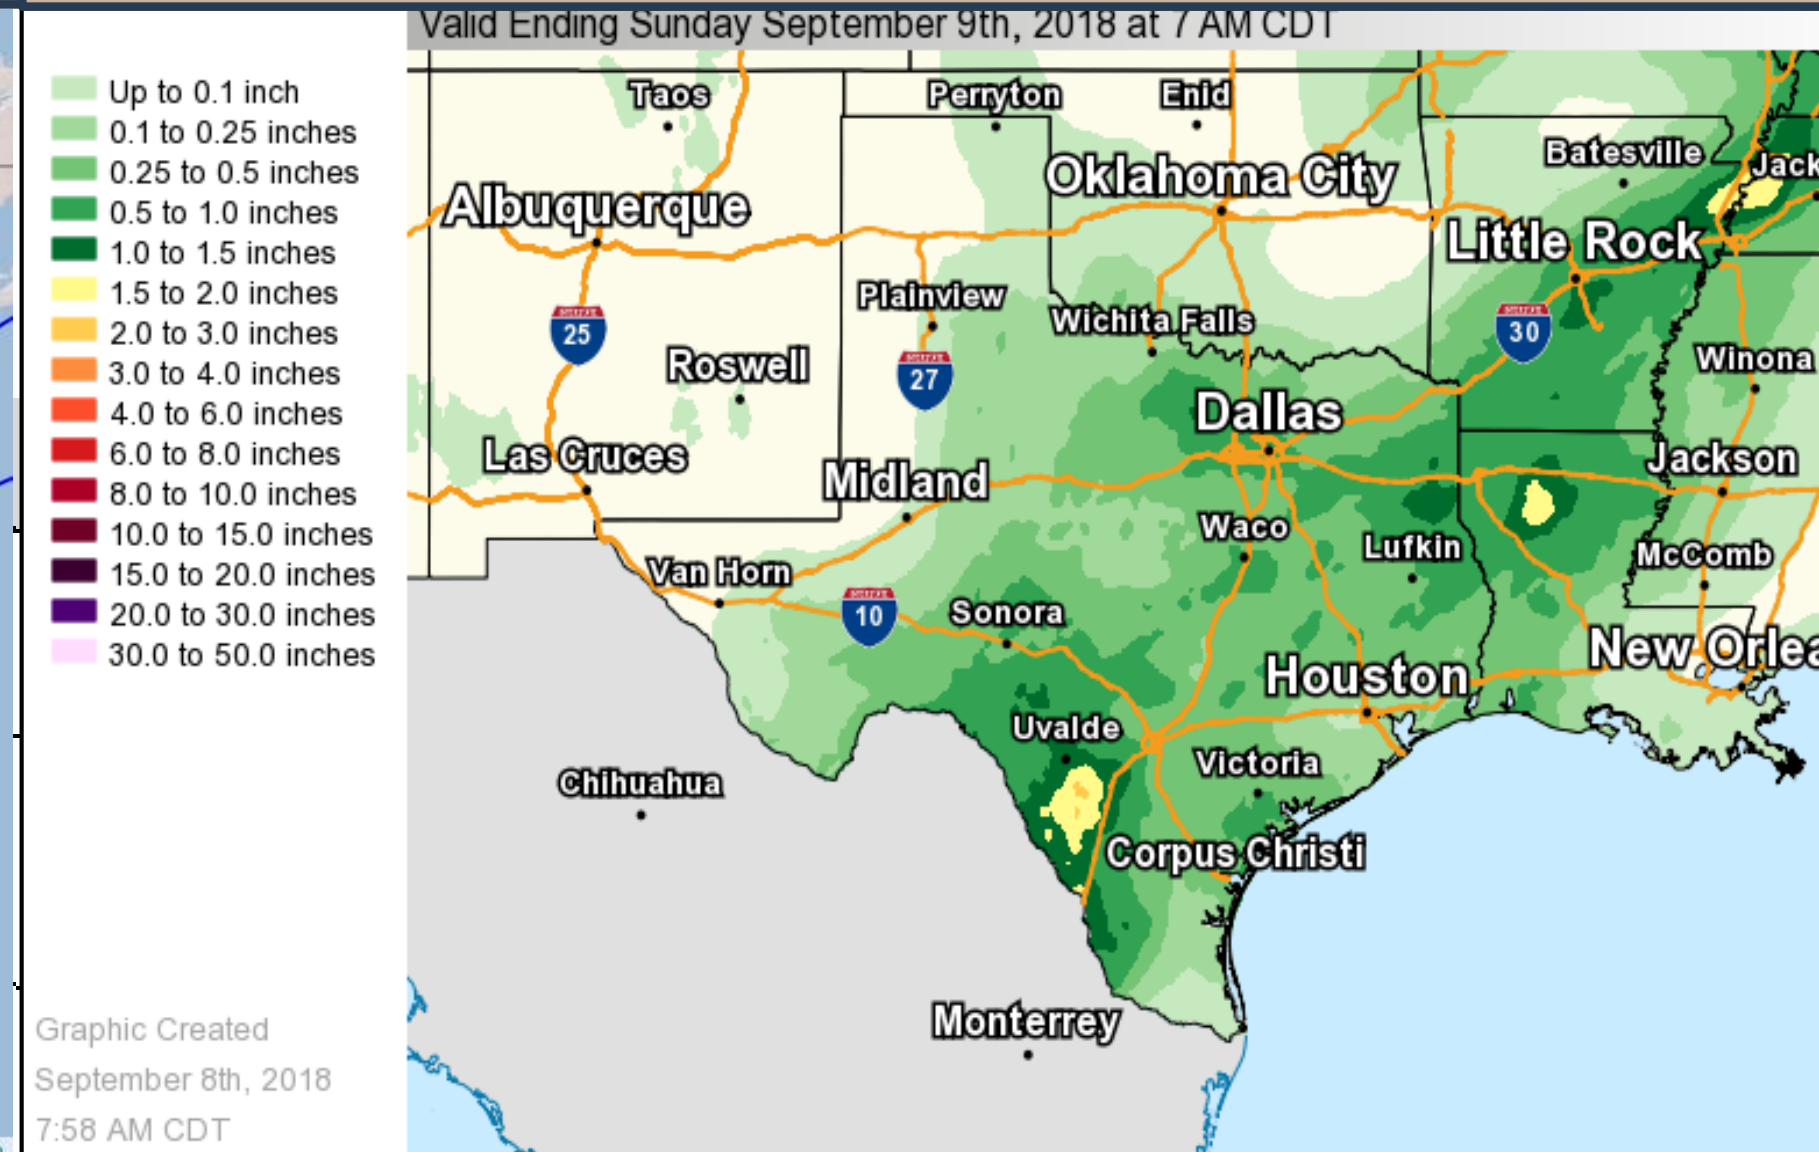 Valid Ending Sunday September 9th, 2018 at 7 AM CDT
Up to 0.1 inch
0.1 to 0.25 inches
0.25 to 0.5 inches
0.5 to 1.0 inches
1.0 to 1.5 inches
1.5 to 2.0 inches
2.0 to 3.0 inches
3.0 to 4.0 inches
4.0 to 6.0 inches
6.0 to 8.0 inches
8.0 to 10.0 inches
10.0 to 15.0 inches
15.0 to 20.0 inches
20.0 to 30.0 inches
30.0 to 50.0 inches
Graphic Created
September 8th, 2018
7:58 AM CDT
Taos
Perryton
Enid
Batesville
Jack
Oklahoma City
Albuquerque
Little Rock
Plainview
Wichita Falls
25
30
Roswell
27
Winona
Dallas
Las Cruces
Midland
Jackson
Waco
Lufkin
McComb
Van Horn
10
Sonora
New Orlea
Houston
Uvalde
Victoria
Chihuahua
Corpus Christi
Monterrey